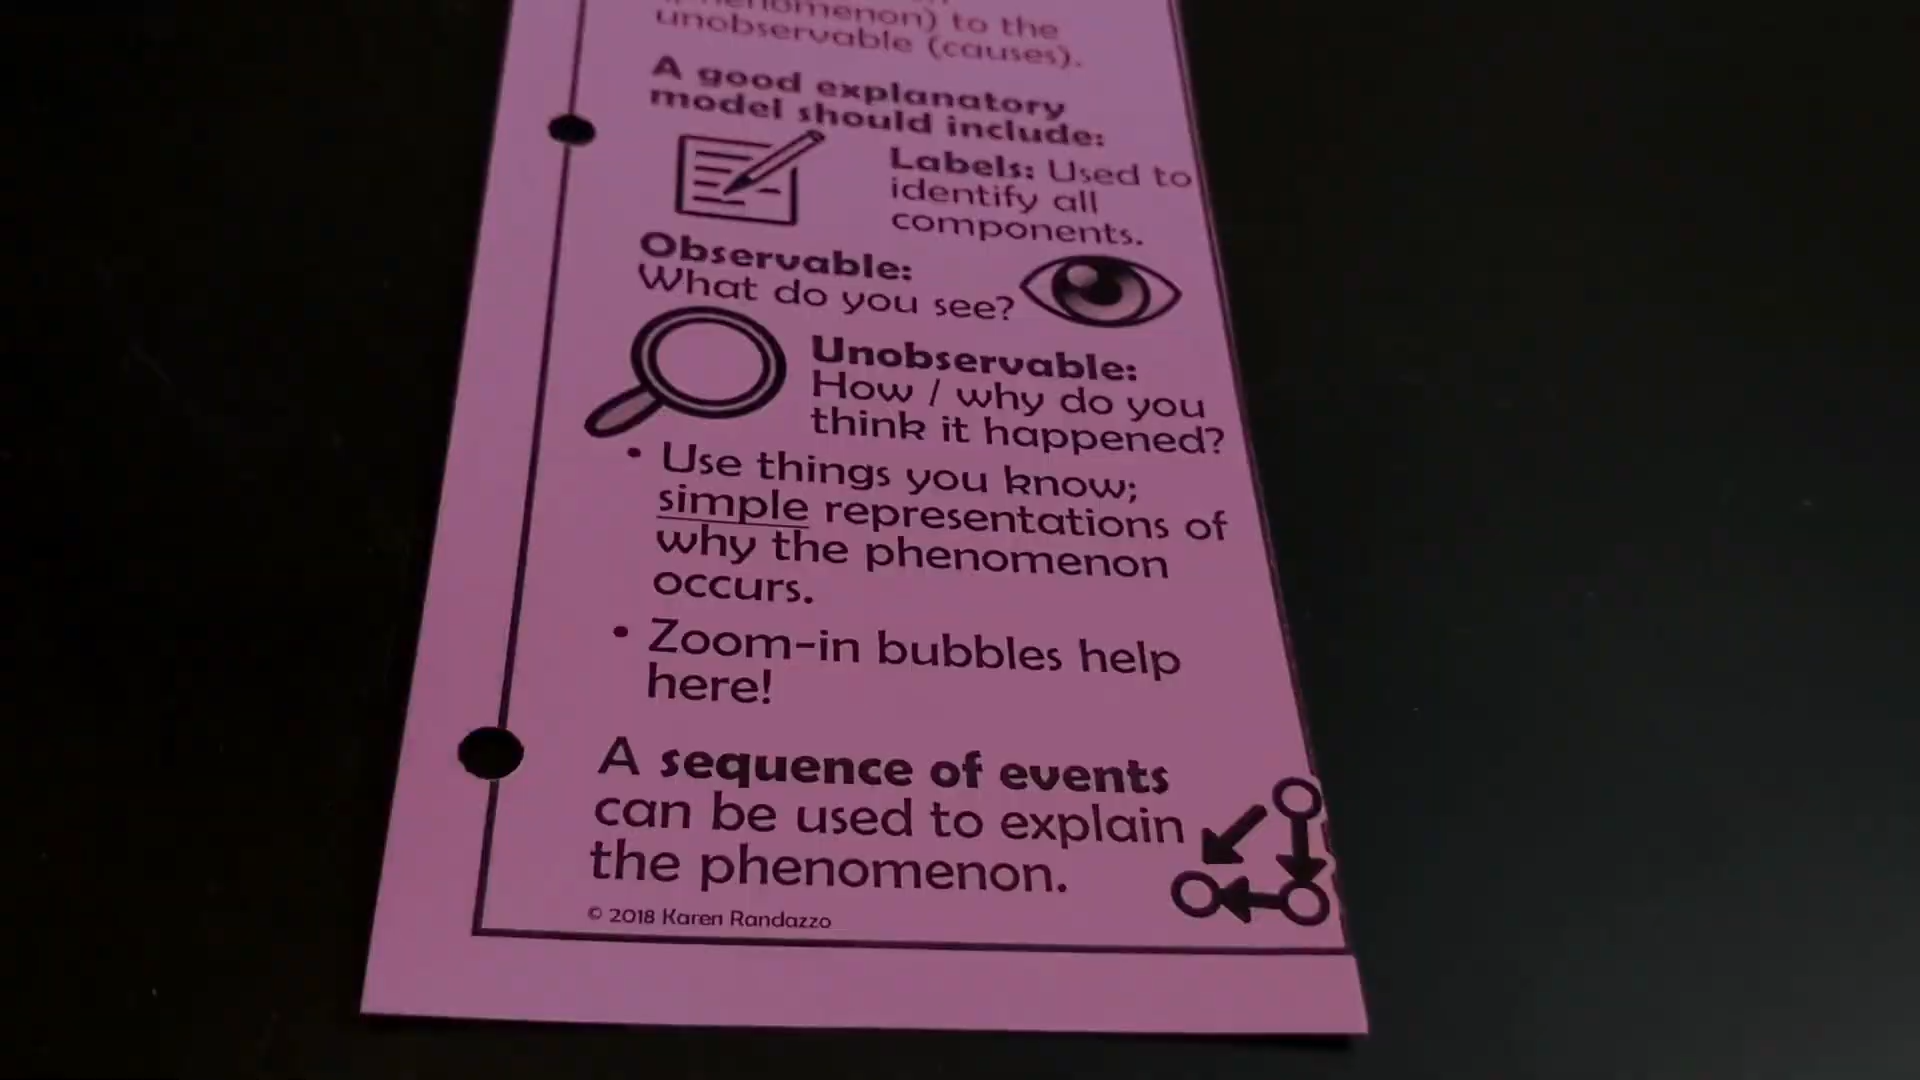 to the
unobservable (causes).
A good explanatory
model should include:
Labels: Used to
identify all
components.
Observable:
What do you see?
Unobservable:
How / why do you
think it happened?
• Use things you know;
simple representations of
why the phenomenon
occurs.
• Zoom-in bubbles help
here!
A sequence of events
can be used to explain
the phenomenon.
© 2018 Karen Randazzo